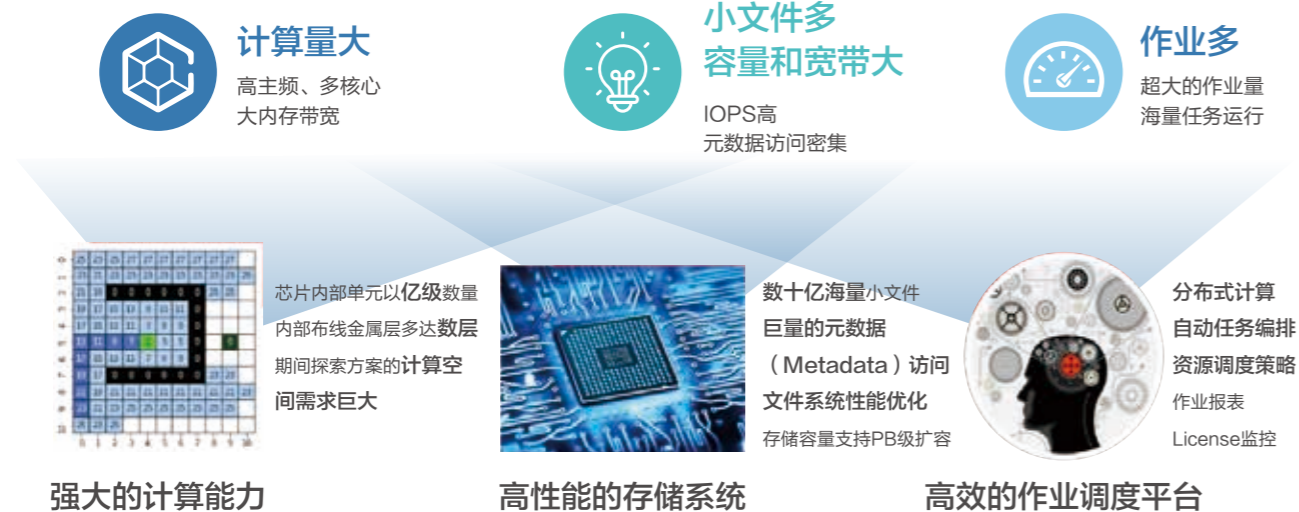 计算量大
高主频、多核心
大内存带宽
小文件多
容量和宽带大
IOPS高
元数据访问密集
作业多
超大的作业量
海量任务运行
芯片内部单元以亿级数量
内部布线金属层多达数层
期间探索方案的计算空
间需求巨大
强大的计算能力
数十亿海量小文件
巨量的元数据
（Metadata）访问
文件系统性能优化
存储容量支持PB级扩容
高性能的存储系统
分布式计算
自动任务编排
资源调度策略
作业报表
License监控
高效的作业调度平台